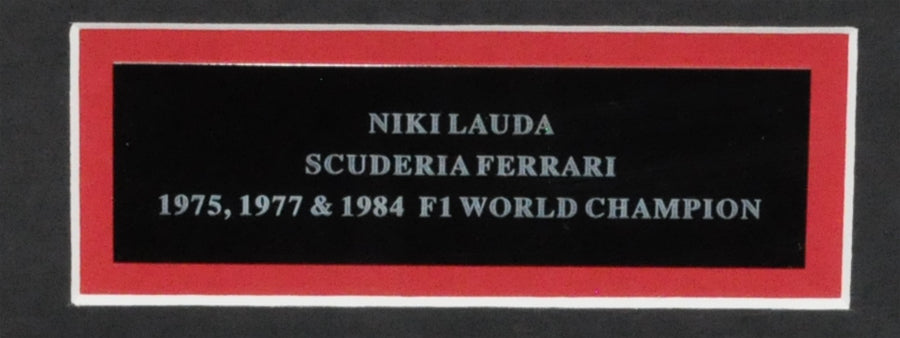 NIKI LAUDA
SCUDERIA FERRARI
1975, 1977 & 1984 F1 WORLD CHAMPION